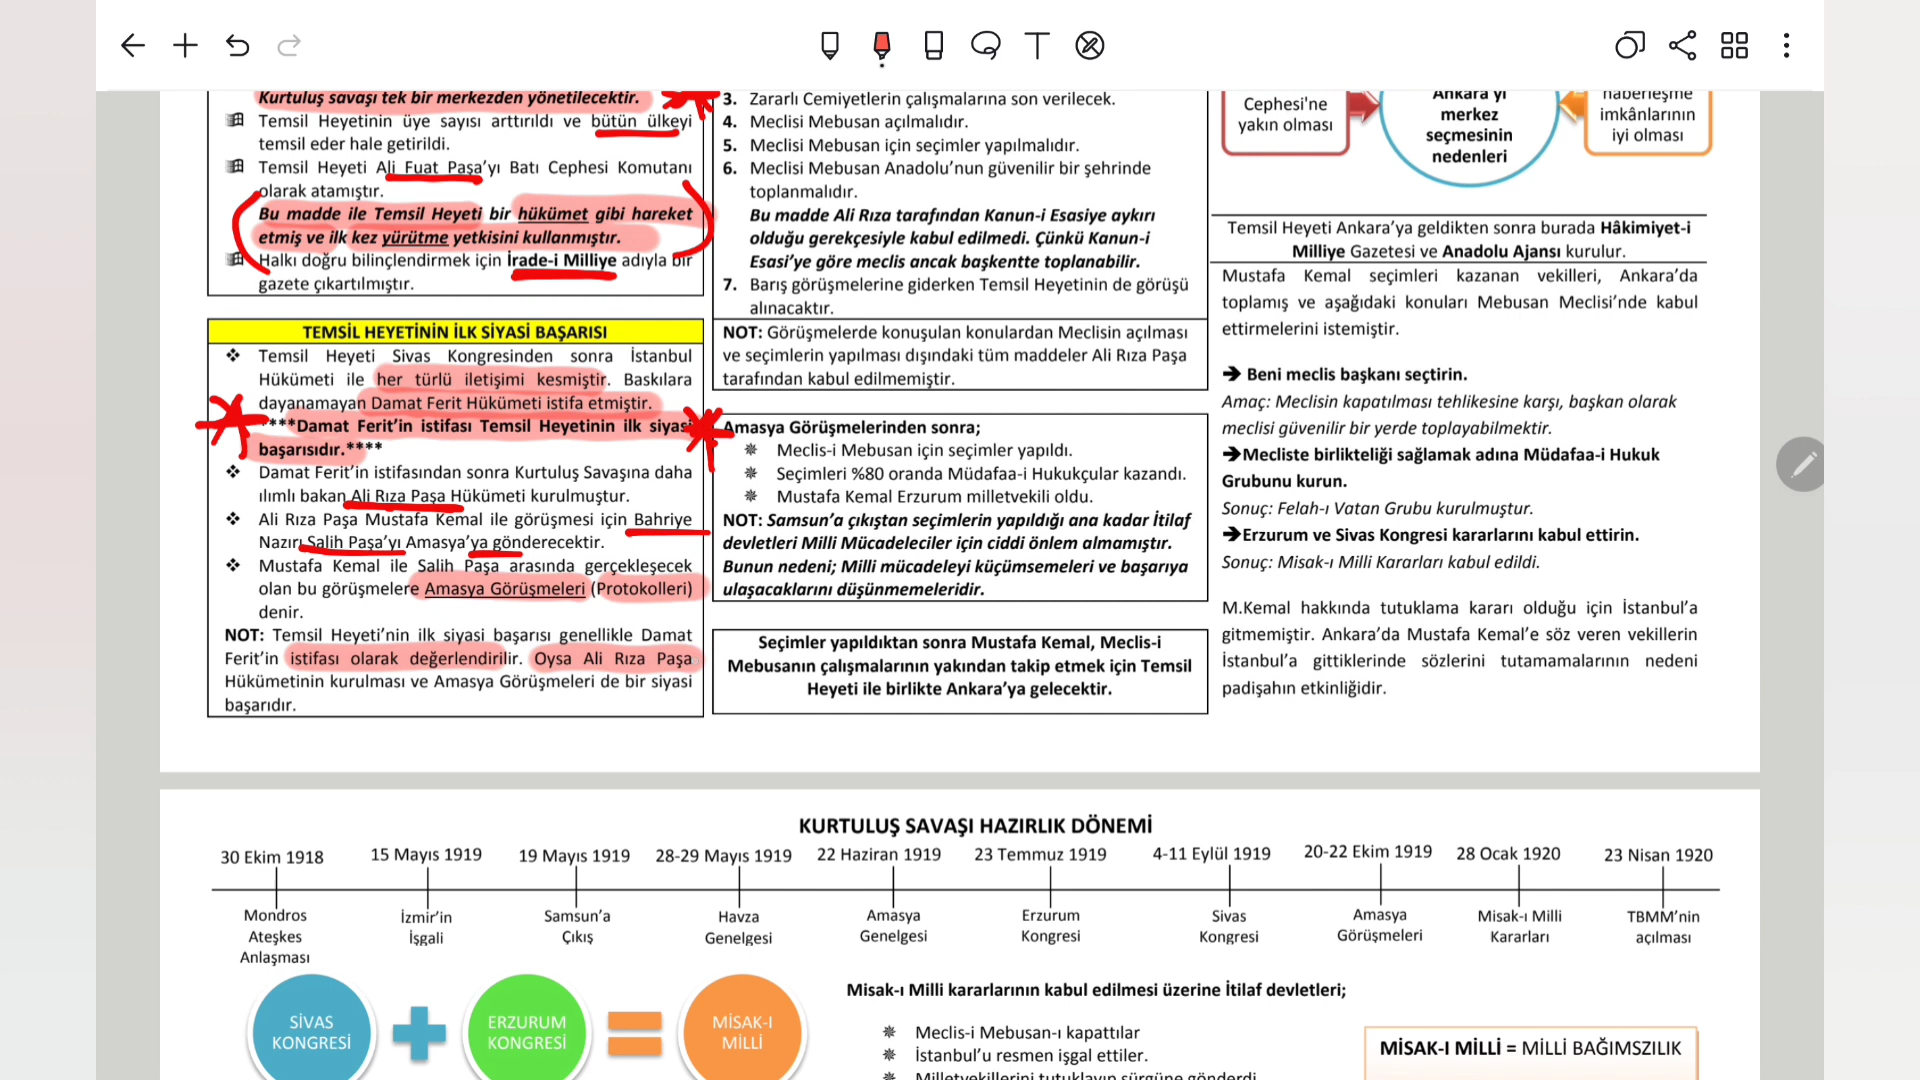 Kurtuluş savaşı tek bir merkezden yönetilecektir.
Temsil Heyetinin üye sayısı arttırıldı ve bütün ülkeyi
temsil eder hale getirildi.
Temsil Heyeti Ali Fuat Paşa’yı Batı Cephesi Komutanı
olarak atamıştır.
Bu madde ile Temsil Heyeti bir hükümet gibi hareket
etmiş ve ilk kez yürütme yetkisini kullanmıştır.
Halkı doğru bilinçlendirmek için İrade-i Milliye adıyla bir
gazete çıkartılmıştır.
TEMSİL HEYETİNİN İLK SİYASİ BAŞARISI
Temsil Heyeti Sivas Kongresinden sonra İstanbul
Hükümeti ile her türlü iletişimi kesmiştir. Baskılara
dayanamayan Damat Ferit Hükümeti istifa etmiştir.
****Damat Ferit’in istifası Temsil Heyetinin ilk siyasi
başarısıdır.****
Damat Ferit’in istifasından sonra Kurtuluş Savaşına daha
ılımlı bakan Ali Rıza Paşa Hükümeti kurulmuştur.
Ali Rıza Paşa Mustafa Kemal ile görüşmesi için Bahriye
Nazırı Salih Paşa’yı Amasya’ya gönderecektir.
Mustafa Kemal ile Salih Paşa arasında gerçekleşecek
olan bu görüşmelere Amasya Görüşmeleri (Protokolleri)
denir.
NOT: Temsil Heyeti’nin ilk siyasi başarısı genellikle Damat
Ferit’in istifası olarak değerlendirilir. Oysa Ali Rıza Paşa
Hükümetinin kurulması ve Amasya Görüşmeleri de bir siyasi
başarıdır.
3. Zararlı Cemiyetlerin çalışmalarına son verilecek.
4. Meclisi Mebusan açılmalıdır.
5. Meclisi Mebusan için seçimler yapılmalıdır.
6. Meclisi Mebusan Anadolu’nun güvenilir bir şehrinde
toplanmalıdır.
Bu madde Ali Rıza tarafından Kanun-i Esasiye aykırı
olduğu gerekçesiyle kabul edilmedi. Çünkü Kanun-i
Esasi’ye göre meclis ancak başkentte toplanabilir.
7. Barış görüşmelerine giderken Temsil Heyetinin de görüşü
alınacaktır.
NOT: Görüşmelerde konuşulan konulardan Meclisin açılması
ve seçimlerin yapılması dışındaki tüm maddeler Ali Rıza Paşa
tarafından kabul edilmemiştir.
Amasya Görüşmelerinden sonra;
Meclis-i Mebusan için seçimler yapıldı.
Seçimleri %80 oranda Müdafaa-i Hukukçular kazandı.
Mustafa Kemal Erzurum milletvekili oldu.
NOT: Samsun’a çıkıştan seçimlerin yapıldığı ana kadar İtilaf
devletleri Milli Mücadeleciler için ciddi önlem almamıştır.
Bunun nedeni; Milli mücadeleyi küçümsemeleri ve başarıya
ulaşacaklarını düşünmemeleridir.
Seçimler yapıldıktan sonra Mustafa Kemal, Meclis-i
Mebusanın çalışmalarının yakından takip etmek için Temsil
Heyeti ile birlikte Ankara’ya gelecektir.
Cephesi'ne
yakın olması
Ankara'yı
merkez
seçmesinin
nedenleri
haberleşme
imkânlarının
iyi olması
Temsil Heyeti Ankara’ya geldikten sonra burada Hâkimiyet-i
Milliye Gazetesi ve Anadolu Ajansı kurulur.
Mustafa Kemal seçimleri kazanan vekilleri, Ankara’da
toplamış ve aşağıdaki konuları Mebusan Meclisi’nde kabul
ettirmelerini istemiştir.
➔ Beni meclis başkanı seçtirin.
Amaç: Meclisin kapatılması tehlikesine karşı, başkan olarak
meclisi güvenilir bir yerde toplayabilmektir.
➔Mecliste birlikteliği sağlamak adına Müdafaa-i Hukuk
Grubunu kurun.
Sonuç: Felah-ı Vatan Grubu kurulmuştur.
➔Erzurum ve Sivas Kongresi kararlarını kabul ettirin.
Sonuç: Misak-ı Milli Kararları kabul edildi.
M.Kemal hakkında tutuklama kararı olduğu için İstanbul’a
gitmemiştir. Ankara’da Mustafa Kemal’e söz veren vekillerin
İstanbul’a gittiklerinde sözlerini tutamamalarının nedeni
padişahın etkinliğidir.
KURTULUŞ SAVAŞI HAZIRLIK DÖNEMİ
30 Ekim 1918 15 Mayıs 1919 19 Mayıs 1919 28-29 Mayıs 1919 22 Haziran 1919 23 Temmuz 1919 4-11 Eylül 1919 20-22 Ekim 1919 28 Ocak 1920 23 Nisan 1920
Mondros İzmir’in Samsun’a Havza Amasya Erzurum Sivas Amasya Misak-ı Milli TBMM’nin
Ateşkes İşgali Çıkış Genelgesi Genelgesi Kongresi Kongresi Görüşmeleri Kararları açılması
Anlaşması
SİVAS
KONGRESİ
ERZURUM
KONGRESİ
MİSAK-I
MİLLİ
Misak-ı Milli kararlarının kabul edilmesi üzerine İtilaf devletleri;
Meclis-i Mebusan-ı kapattılar
İstanbul’u resmen işgal ettiler.
Milletvekillerini tutuklayıp sürgüne gönderdi
MİSAK-I MİLLİ = MİLLİ BAĞIMSZILIK